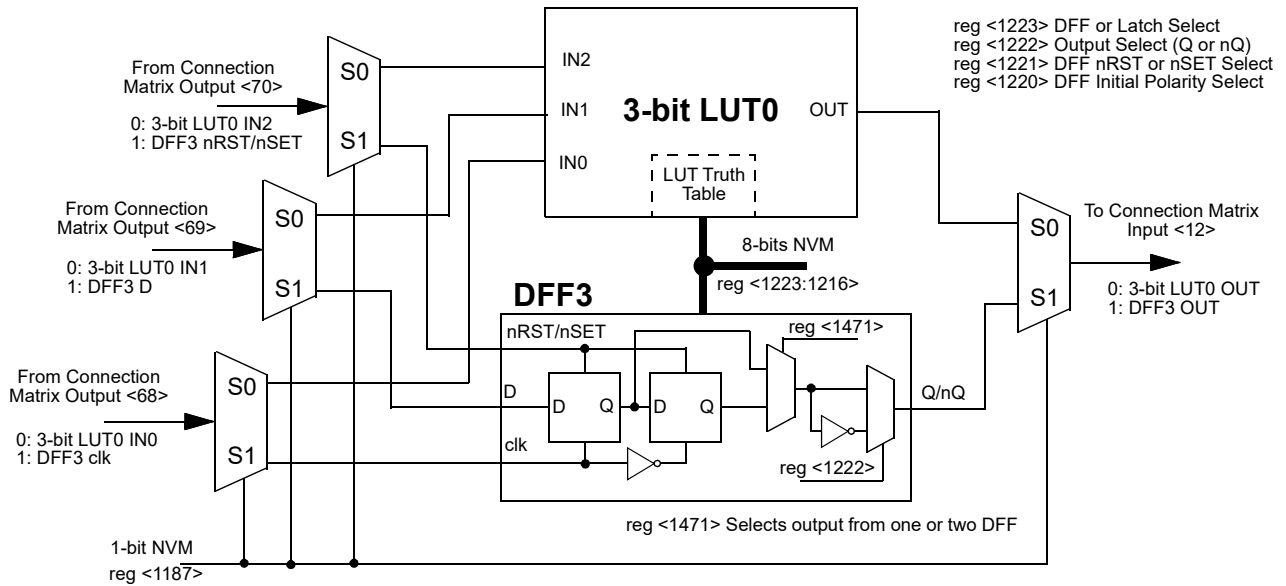 From Connection
Matrix Output <70>
0: 3-bit LUT0 IN2
1: DFF3 nRST/nSET
S0
S1
From Connection
Matrix Output <69>
0: 3-bit LUT0 IN1
1: DFF3 D
S0
S1
From Connection
Matrix Output <68>
0: 3-bit LUT0 IN0
1: DFF3 clk
S0
S1
1-bit NVM
reg <1187>
IN2
IN1
IN0
3-bit LUT0
OUT
LUT Truth
Table
8-bits NVM
reg <1223:1216>
reg <1223> DFF or Latch Select
reg <1222> Output Select (Q or nQ)
reg <1221> DFF nRST or nSET Select
reg <1220> DFF Initial Polarity Select
DFF3
nRST/nSET
D
clk
D Q
D Q
reg <1471>
reg <1222>
Q/nQ
reg <1471> Selects output from one or two DFF
S0
S1
To Connection Matrix
Input <12>
0: 3-bit LUT0 OUT
1: DFF3 OUT